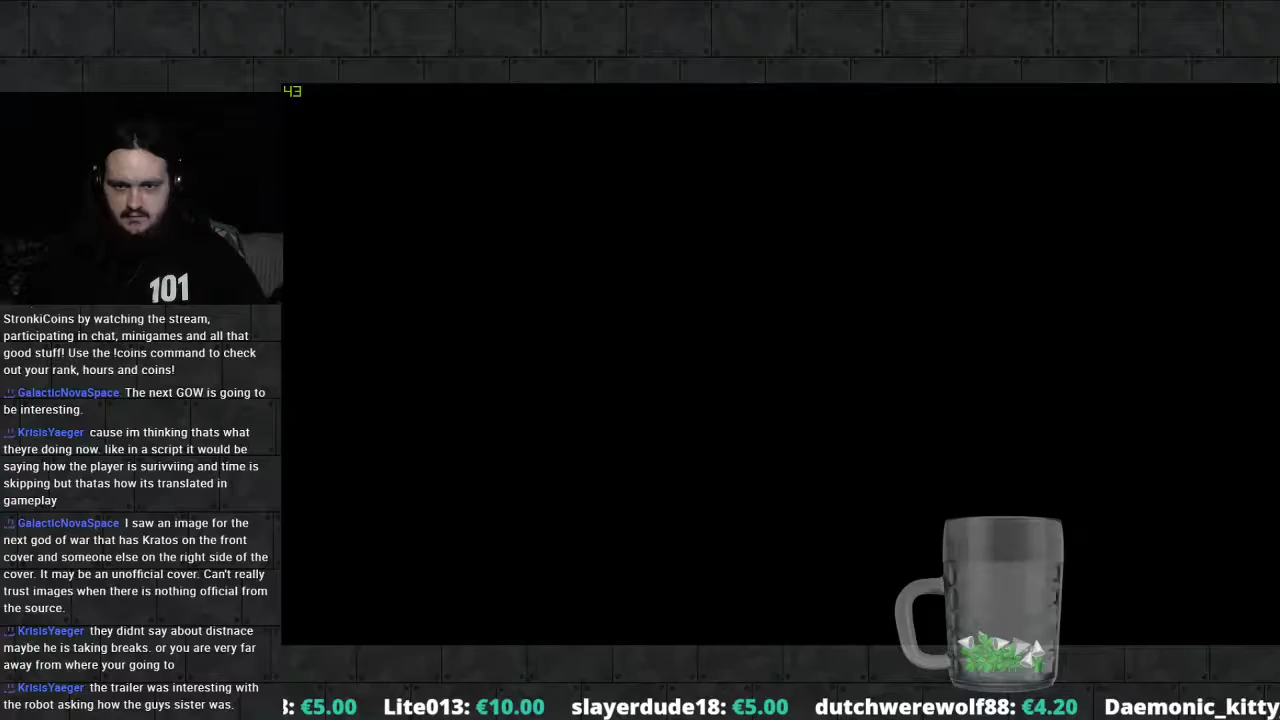 43
101
StronkiCoins by watching the stream,
participating in chat, minigames and all that
good stuff! Use the !coins command to check
out your rank, hours and coins!
GalacticNovaSpace The next GOW is going to
be interesting.
KrisisYaeger cause im thinking thats what
theyre doing now. like in a script it would be
saying how the player is surivviing and time is
skipping but thatas how its translated in
gameplay
GalacticNovaSpace I saw an image for the
next god of war that has Kratos on the front
cover and someone else on the right side of the
cover. It may be an unofficial cover. Can't really
trust images when there is nothing official from
the source.
KrisisYaeger they didnt say about distnace
maybe he is taking breaks. or you are very far
away from where your going to
KrisisYaeger the trailer was interesting with
the robot asking how the guys sister was.
: €5.00 Lite013: €10.00 slayerdude18: €5.00 dutchwerewolf88: €4.20 Daemonic_kitty